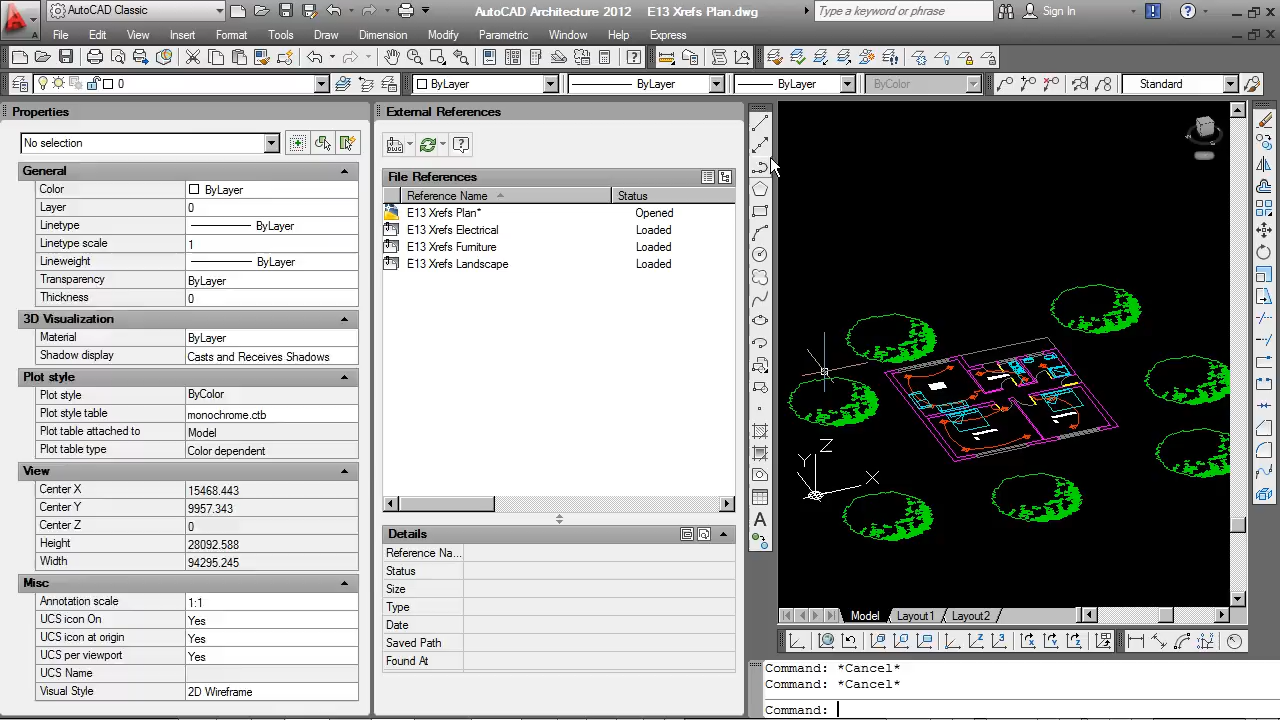 AutoCAD Classic
AutoCAD Architecture 2012 E13 Xrefs Plan.dwg
Type a keyword or phrase
Sign In
File Edit View Insert Format Tools Draw Dimension Modify Parametric Window Help Express
0
ByLayer
ByLayer
ByLayer
ByColor
Standard
Properties
No selection
General
Color ByLayer
Layer 0
Linetype ByLayer
Linetype scale 1
Lineweight ByLayer
Transparency ByLayer
Thickness 0
3D Visualization
Material ByLayer
Shadow display Casts and Receives Shadows
Plot style
Plot style ByColor
Plot style table monochrome.ctb
Plot table attached to Model
Plot table type Color dependent
View
Center X 15468.443
Center Y 9957.343
Center Z 0
Height 28092.588
Width 94295.245
Misc
Annotation scale 1:1
UCS icon On Yes
UCS icon at origin Yes
UCS per viewport Yes
UCS Name
Visual Style 2D Wireframe
External References
DWG
File References
Reference Name Status
E13 Xrefs Plan* Opened
E13 Xrefs Electrical Loaded
E13 Xrefs Furniture Loaded
E13 Xrefs Landscape Loaded
Details
Reference Na...
Status
Size
Type
Date
Saved Path
Found At
A
Z
Y
X
Model Layout1 Layout2
Command: *Cancel*
Command: *Cancel*
Command: